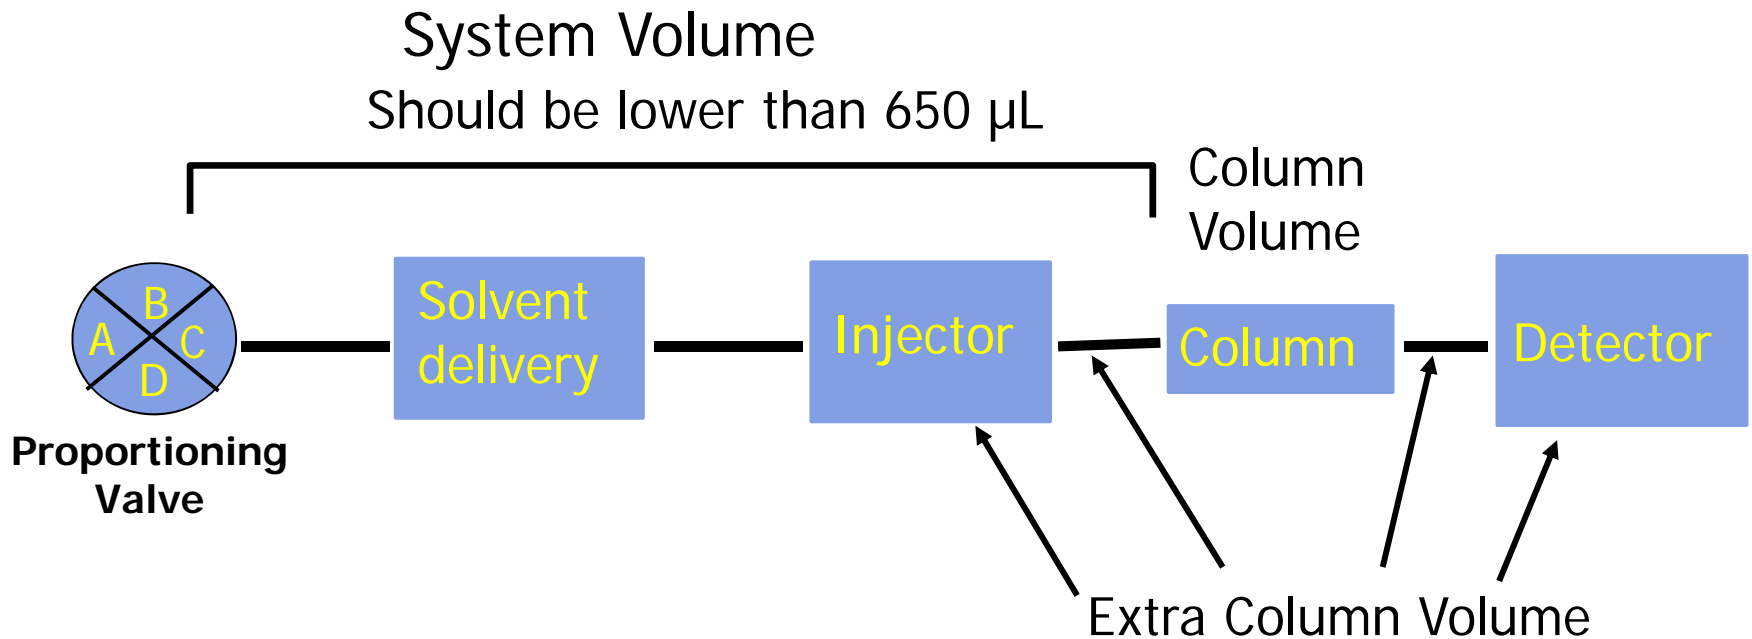 System Volume
Should be lower than 650 µL
Column
Volume
A
B
C
D
Proportioning
Valve
Solvent
delivery
Injector
Column
Detector
Extra Column Volume